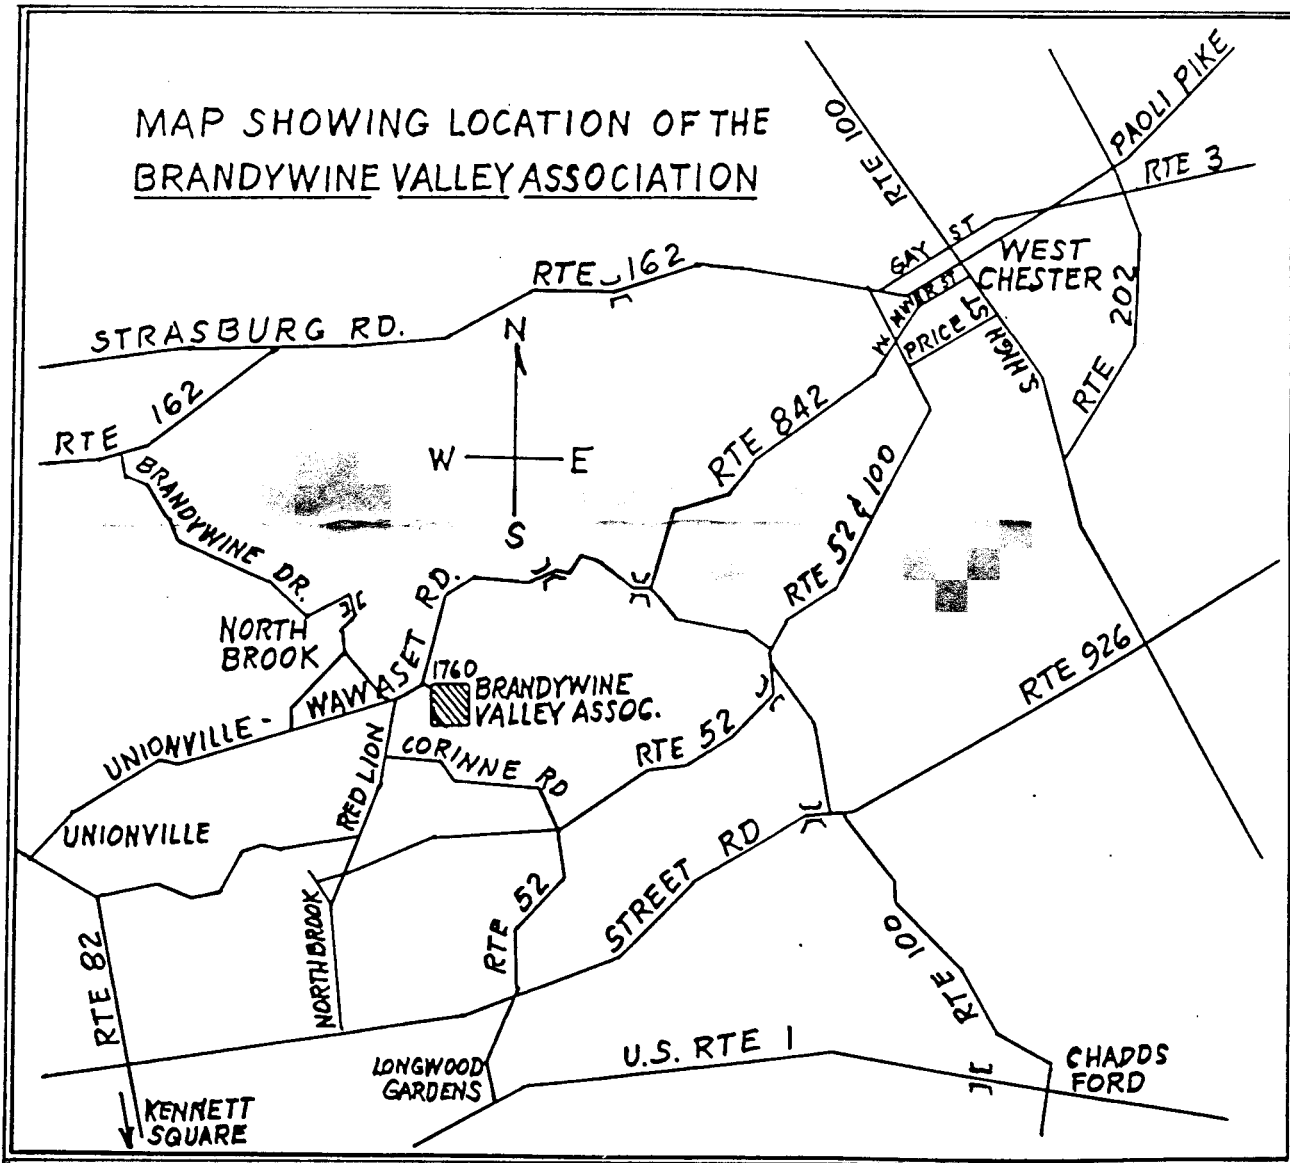 MAP SHOWING LOCATION OF THE
BRANDYWINE VALLEY ASSOCIATION
RTE 100
PAOLI PIKE
RTE 3
GAY ST
WEST
CHESTER
RTE 162
W MINER ST
PRICE ST
S HIGH
RTE 202
STRASBURG RD.
N
W
E
S
RTE 162
RTE 842
BRANDYWINE DR.
RTE 52 & 100
NORTH
BROOK
UNIONVILLE - WAWASET RD.
1760
BRANDYWINE
VALLEY ASSOC.
RTE 926
RTE 52
RED LION
CORINNE RD
UNIONVILLE
STREET RD
RTE 52
NORTHBROOK
RTE 82
RTE 100
U.S. RTE 1
LONGWOOD
GARDENS
CHADDS
FORD
KENNETT
SQUARE